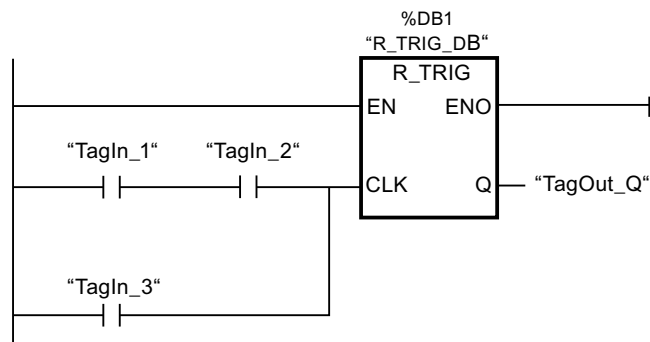 %DB1
“R_TRIG_DB“
R_TRIG
EN ENO
“TagIn_1“ “TagIn_2“
CLK Q “TagOut_Q“
“TagIn_3“